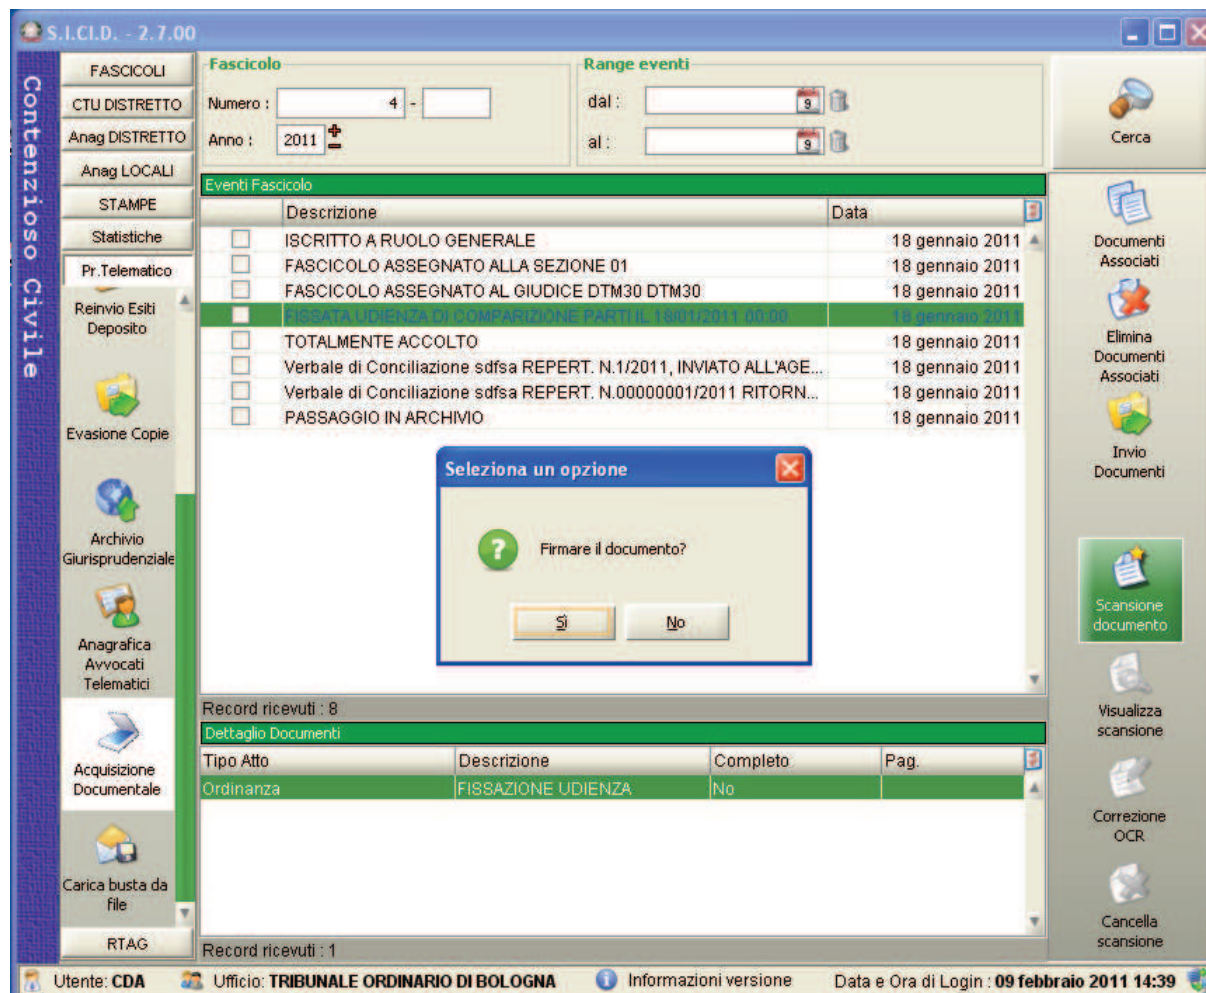 S.I.CI.D. - 2.7.00
Contenzioso Civile
FASCICOLI
CTU DISTRETTO
Anag DISTRETTO
Anag LOCALI
STAMPE
Statistiche
Pr.Telematico
Reinvio Esiti
Deposito
Evasione Copie
Archivio
Giurisprudenziale
Anagrafica
Avvocati
Telematici
Acquisizione
Documentale
Carica busta da
file
RTAG
Fascicolo
Numero : 4 -
Anno : 2011
Range eventi
dal : 9
al : 9
Cerca
Eventi Fascicolo
Descrizione Data
ISCRITTO A RUOLO GENERALE 18 gennaio 2011
FASCICOLO ASSEGNATO ALLA SEZIONE 01 18 gennaio 2011
FASCICOLO ASSEGNATO AL GIUDICE DTM30 DTM30 18 gennaio 2011
FISSATA UDIENZA DI COMPARIZIONE PARTI IL 18/01/2011 00:00 18 gennaio 2011
TOTALMENTE ACCOLTO 18 gennaio 2011
Verbale di Conciliazione sdfsa REPERT. N.1/2011, INVIATO ALL'AGE... 18 gennaio 2011
Verbale di Conciliazione sdfsa REPERT. N.00000001/2011 RITORN... 18 gennaio 2011
PASSAGGIO IN ARCHIVIO 18 gennaio 2011
Seleziona un opzione
Firmare il documento?
Sì No
Record ricevuti : 8
Dettaglio Documenti
Tipo Atto Descrizione Completo Pag.
Ordinanza FISSAZIONE UDIENZA No
Record ricevuti : 1
Documenti
Associati
Elimina
Documenti
Associati
Invio
Documenti
Scansione
documento
Visualizza
scansione
Correzione
OCR
Cancella
scansione
Utente: CDA Ufficio: TRIBUNALE ORDINARIO DI BOLOGNA Informazioni versione Data e Ora di Login : 09 febbraio 2011 14:39